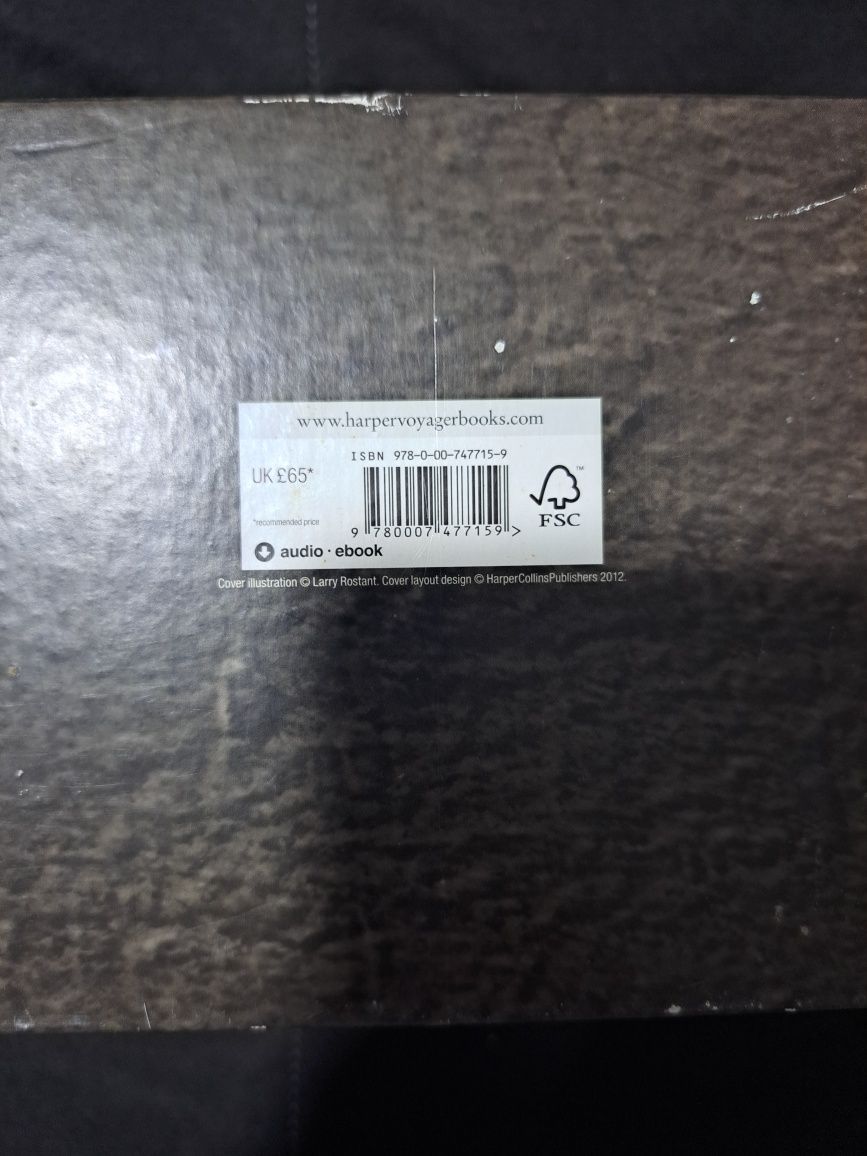 www.harpervoyagerbooks.com
ISBN 978-0-00-747715-9
UK £65*
*recommended price
9 780007 477159 >
FSC
™
audio · ebook
Cover illustration © Larry Rostant. Cover layout design © HarperCollinsPublishers 2012.